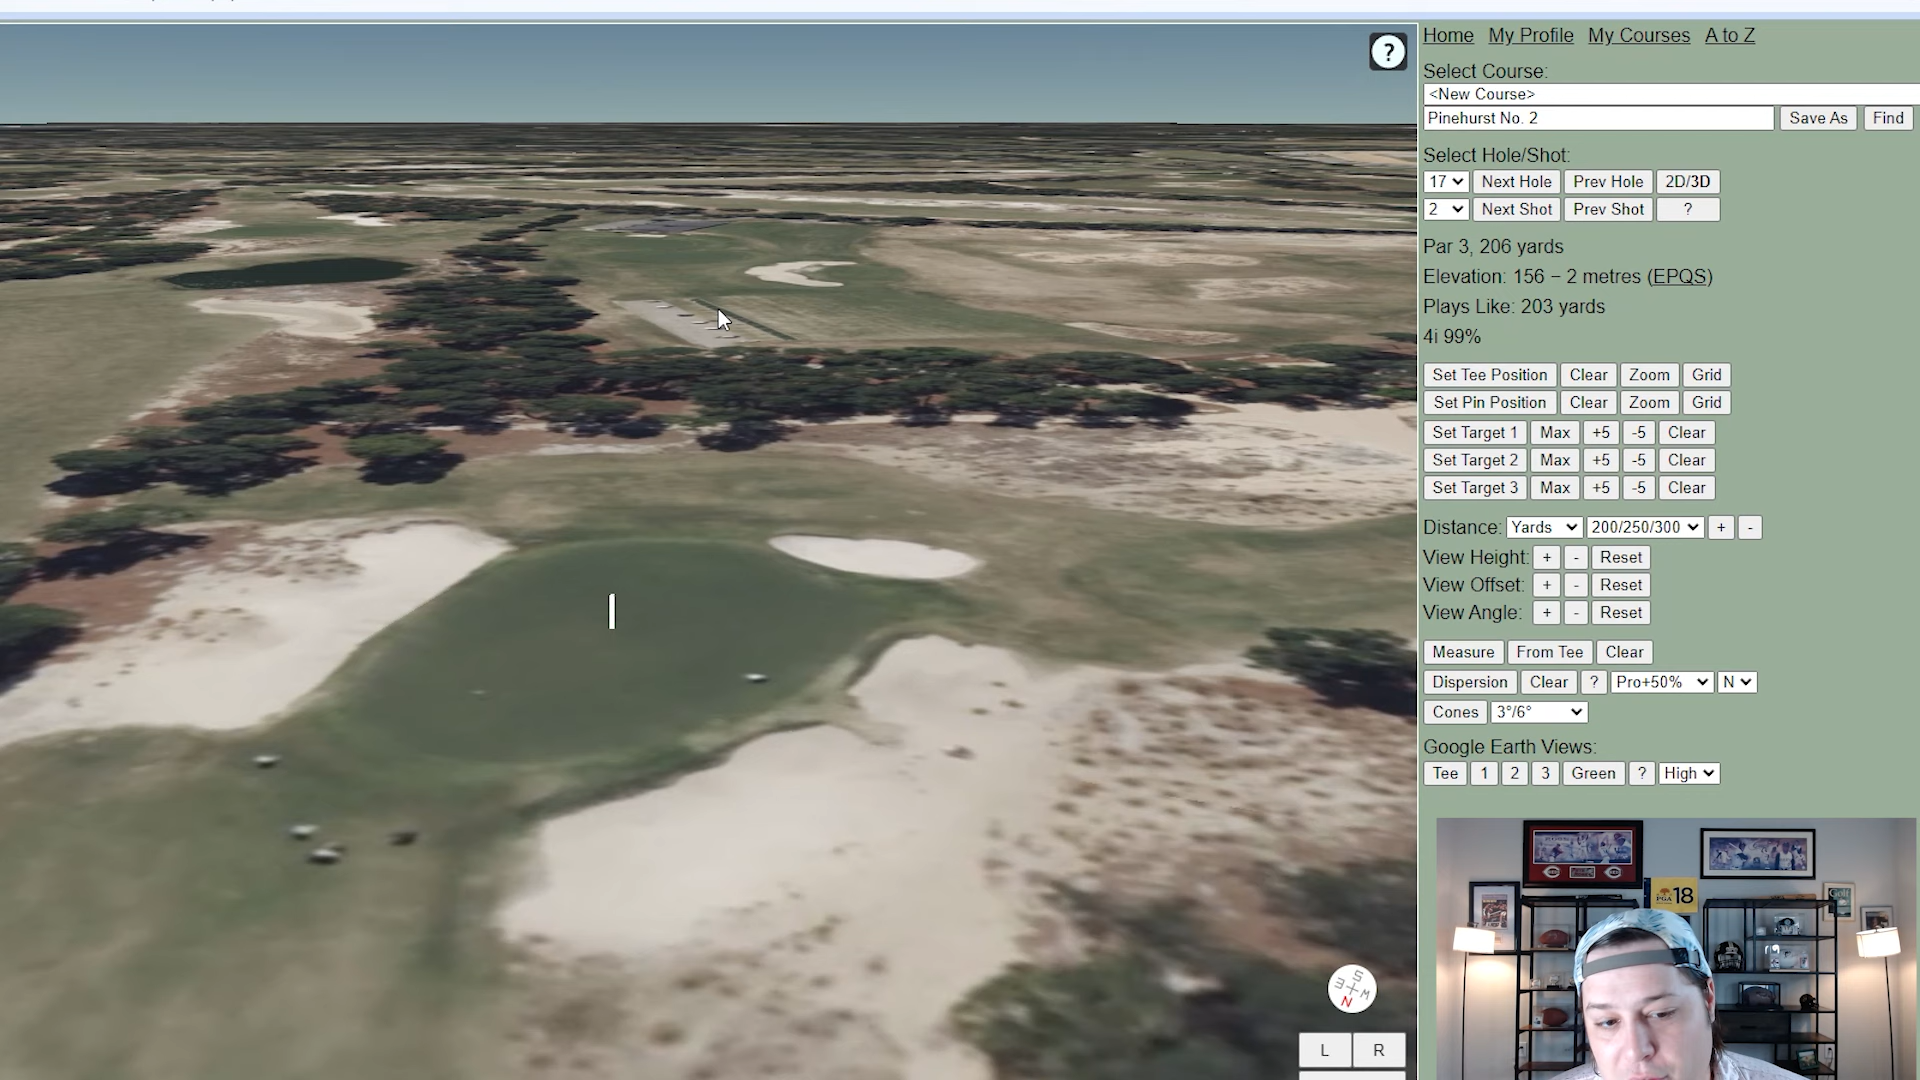 ?
Home My Profile My Courses A to Z
Select Course:
<New Course>
Pinehurst No. 2 Save As Find
Select Hole/Shot:
17 Next Hole Prev Hole 2D/3D
2 Next Shot Prev Shot ?
Par 3, 206 yards
Elevation: 156 − 2 metres (EPQS)
Plays Like: 203 yards
4i 99%
Set Tee Position Clear Zoom Grid
Set Pin Position Clear Zoom Grid
Set Target 1 Max +5 -5 Clear
Set Target 2 Max +5 -5 Clear
Set Target 3 Max +5 -5 Clear
Distance: Yards 200/250/300 + -
View Height: + - Reset
View Offset: + - Reset
View Angle: + - Reset
Measure From Tee Clear
Dispersion Clear ? Pro+50% N
Cones 3°/6°
Google Earth Views:
Tee 1 2 3 Green ? High
PGA 18
Golf
S
E W
N
L R